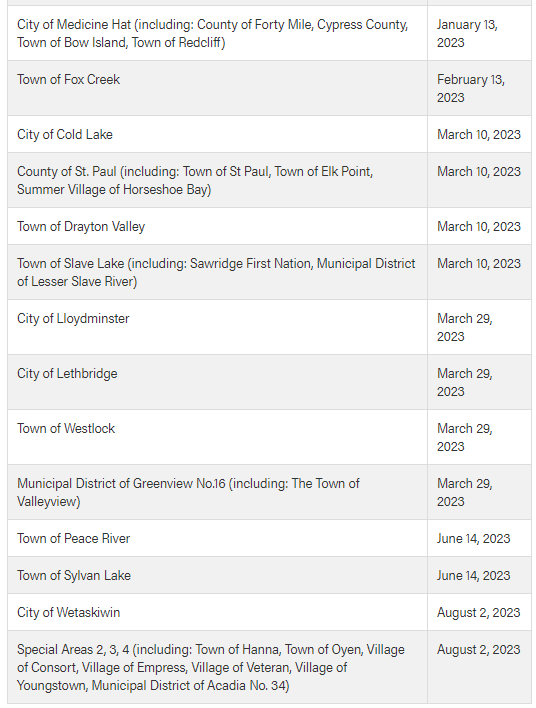 City of Medicine Hat (including: County of Forty Mile, Cypress County,
Town of Bow Island, Town of Redcliff)
January 13,
2023
Town of Fox Creek
February 13,
2023
City of Cold Lake
March 10, 2023
County of St. Paul (including: Town of St Paul, Town of Elk Point,
Summer Village of Horseshoe Bay)
March 10, 2023
Town of Drayton Valley
March 10, 2023
Town of Slave Lake (including: Sawridge First Nation, Municipal District
of Lesser Slave River)
March 10, 2023
City of Lloydminster
March 29,
2023
City of Lethbridge
March 29,
2023
Town of Westlock
March 29,
2023
Municipal District of Greenview No.16 (including: The Town of
Valleyview)
March 29,
2023
Town of Peace River
June 14, 2023
Town of Sylvan Lake
June 14, 2023
City of Wetaskiwin
August 2, 2023
Special Areas 2, 3, 4 (including: Town of Hanna, Town of Oyen, Village
of Consort, Village of Empress, Village of Veteran, Village of
Youngstown, Municipal District of Acadia No. 34)
August 2, 2023